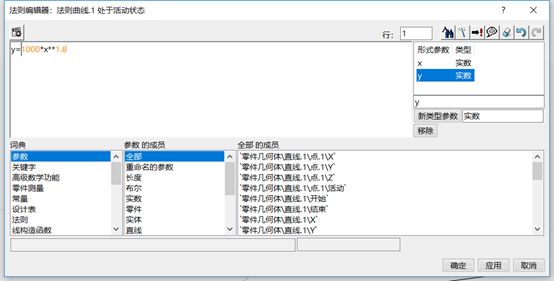 法则编辑器：法则曲线.1 处于活动状态
行： 1
y=1000*x**1.8
形式参数 类型
x 实数
y 实数
y
新类型参数 实数
移除
词典 参数 的成员 全部 的成员
参数 全部 `零件几何体\直线.1\点.1\X`
关键字 重命名的参数 `零件几何体\直线.1\点.1\Y`
高级数学功能 长度 `零件几何体\直线.1\点.1\Z`
零件测量 布尔 `零件几何体\直线.1\点.1\活动`
常量 实数 `零件几何体\直线.1\开始`
设计表 零件 `零件几何体\直线.1\结束`
法则 实体 `零件几何体\直线.1\X`
线构造函数 直线 `零件几何体\直线.1\Y`
确定 应用 取消